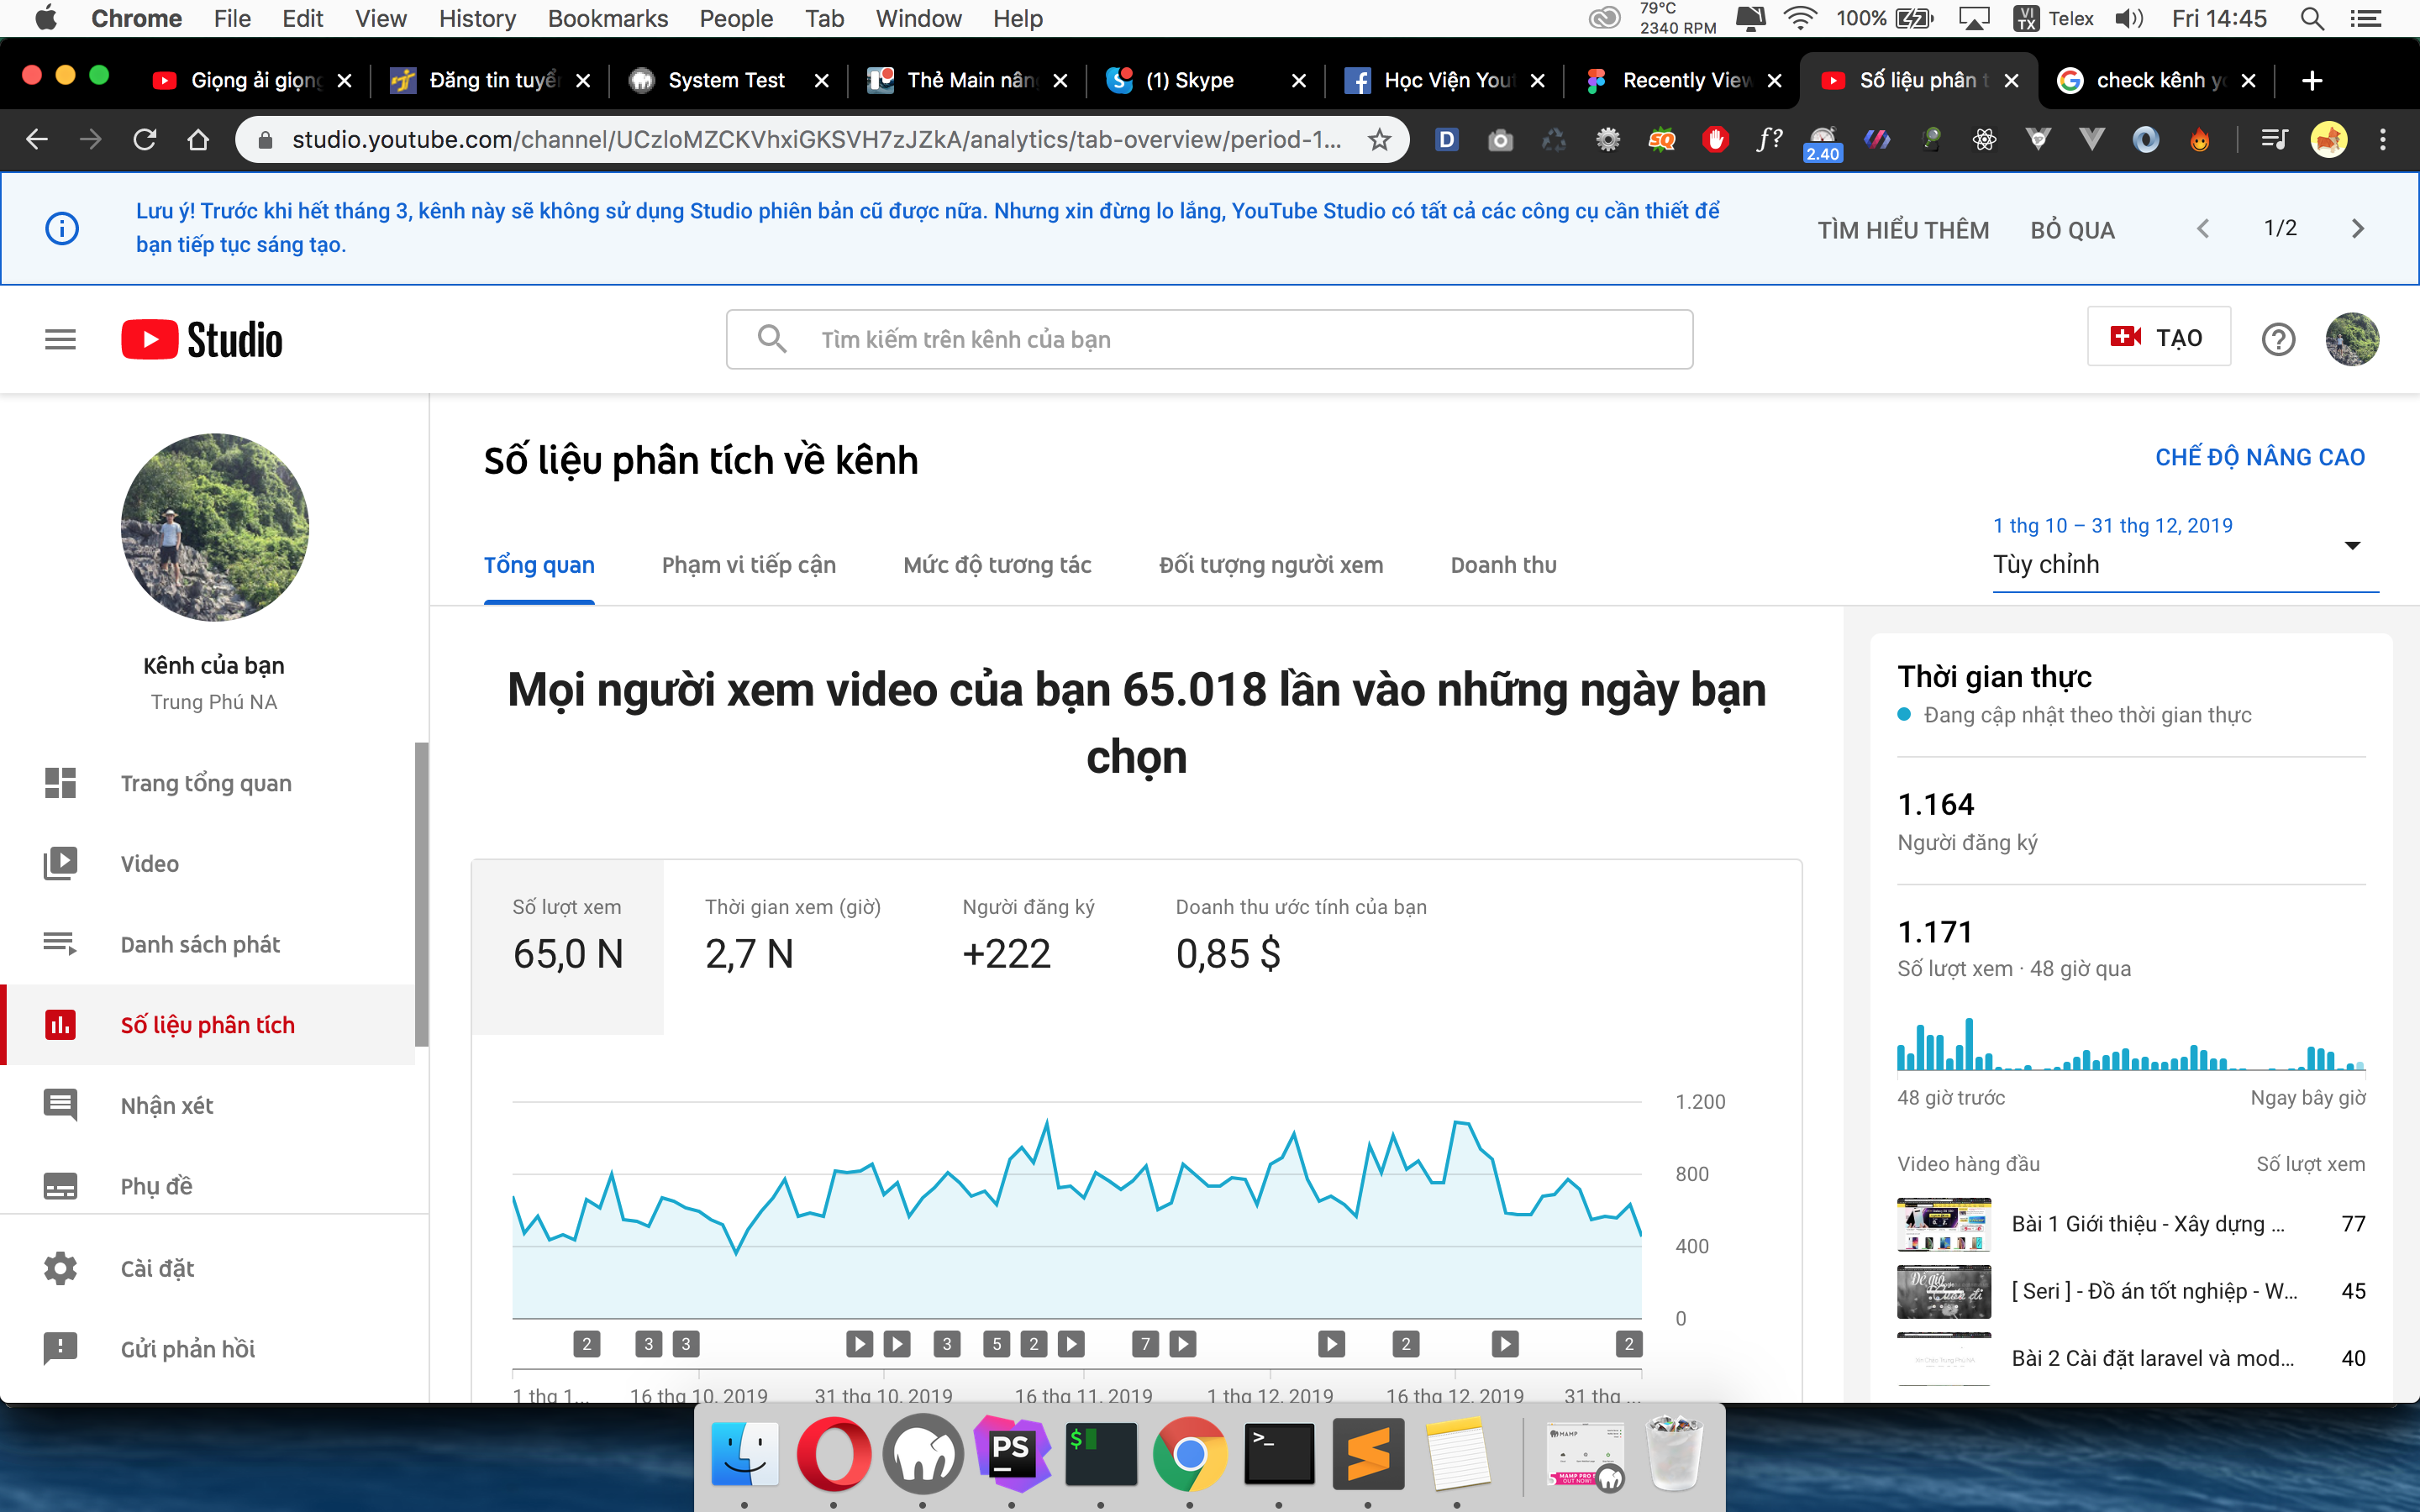 Chrome File Edit View History Bookmarks People Tab Window Help
79°C
2340 RPM
100%
VI
TX
Telex
Fri 14:45
Giọng ải giọng
Đăng tin tuyể
System Test
Thẻ Main nân
(1) Skype
Học Viện You
Recently View
Số liệu phân t
check kênh y
studio.youtube.com/channel/UCzloMZCKVhxiGKSVH7zJZkA/analytics/tab-overview/period-1...
D
SQ
f?
2.40
Lưu ý! Trước khi hết tháng 3, kênh này sẽ không sử dụng Studio phiên bản cũ được nữa. Nhưng xin đừng lo lắng, YouTube Studio có tất cả các công cụ cần thiết để
bạn tiếp tục sáng tạo.
TÌM HIỂU THÊM
BỎ QUA
1/2
Studio
Tìm kiếm trên kênh của bạn
TẠO
Kênh của bạn
Trung Phú NA
Trang tổng quan
Video
Danh sách phát
Số liệu phân tích
Nhận xét
Phụ đề
Cài đặt
Gửi phản hồi
Số liệu phân tích về kênh
CHẾ ĐỘ NÂNG CAO
Tổng quan
Phạm vi tiếp cận
Mức độ tương tác
Đối tượng người xem
Doanh thu
1 thg 10 – 31 thg 12, 2019
Tùy chỉnh
Mọi người xem video của bạn 65.018 lần vào những ngày bạn
chọn
Số lượt xem
65,0 N
Thời gian xem (giờ)
2,7 N
Người đăng ký
+222
Doanh thu ước tính của bạn
0,85 $
1.200
800
400
0
2 3 3 3 5 2 7 2 2
1 thg 1... 16 thg 10, 2019 31 thg 10, 2019 16 thg 11, 2019 1 thg 12, 2019 16 thg 12, 2019 31 thg ...
Thời gian thực
Đang cập nhật theo thời gian thực
1.164
Người đăng ký
1.171
Số lượt xem · 48 giờ qua
48 giờ trước
Ngay bây giờ
Video hàng đầu
Số lượt xem
Bài 1 Giới thiệu - Xây dựng ...
77
[ Seri ] - Đồ án tốt nghiệp - W...
45
Bài 2 Cài đặt laravel và mod...
40
PS
$
>_
MAMP